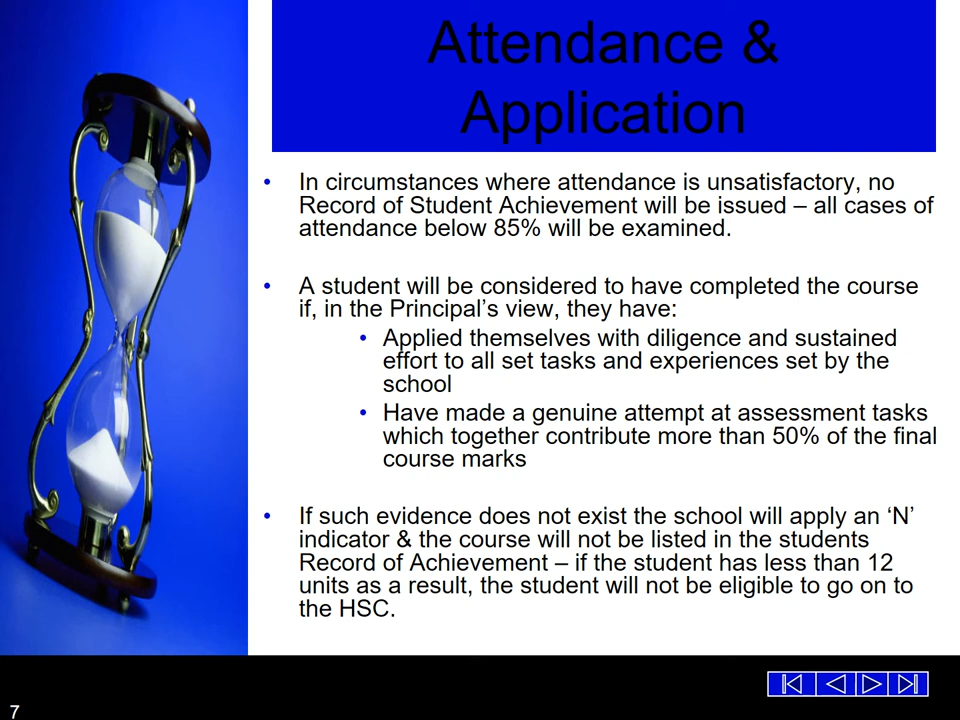 Attendance &
Application
• In circumstances where attendance is unsatisfactory, no
Record of Student Achievement will be issued – all cases of
attendance below 85% will be examined.
• A student will be considered to have completed the course
if, in the Principal’s view, they have:
• Applied themselves with diligence and sustained
effort to all set tasks and experiences set by the
school
• Have made a genuine attempt at assessment tasks
which together contribute more than 50% of the final
course marks
• If such evidence does not exist the school will apply an ‘N’
indicator & the course will not be listed in the students
Record of Achievement – if the student has less than 12
units as a result, the student will not be eligible to go on to
the HSC.
7